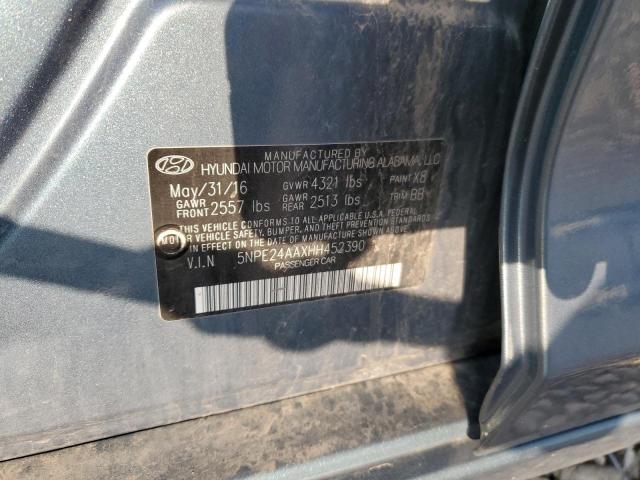 MANUFACTURED BY
HYUNDAI MOTOR MANUFACTURING ALABAMA, LLC
May/31/16 GVWR 4321 lbs PAINT X8
GAWR FRONT 2557 lbs GAWR REAR 2513 lbs TRIM BB
THIS VEHICLE CONFORMS TO ALL APPLICABLE U.S.A. FEDERAL
MOTOR VEHICLE SAFETY, BUMPER, AND THEFT PREVENTION STANDARDS
IN EFFECT ON THE DATE OF MANUFACTURE SHOWN ABOVE.
V.I.N 5NPE24AAXHH452390
PASSENGER CAR